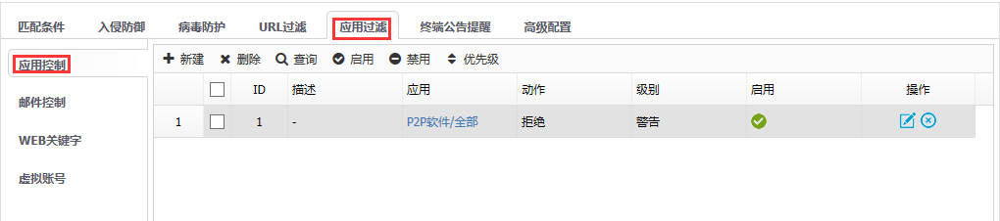 匹配条件 入侵防御 病毒防护 URL过滤 应用过滤 终端公告提醒 高级配置
应用控制
邮件控制
WEB关键字
虚拟账号
新建 删除 查询 启用 禁用 优先级
ID 描述 应用 动作 级别 启用 操作
1 1 - P2P软件/全部 拒绝 警告